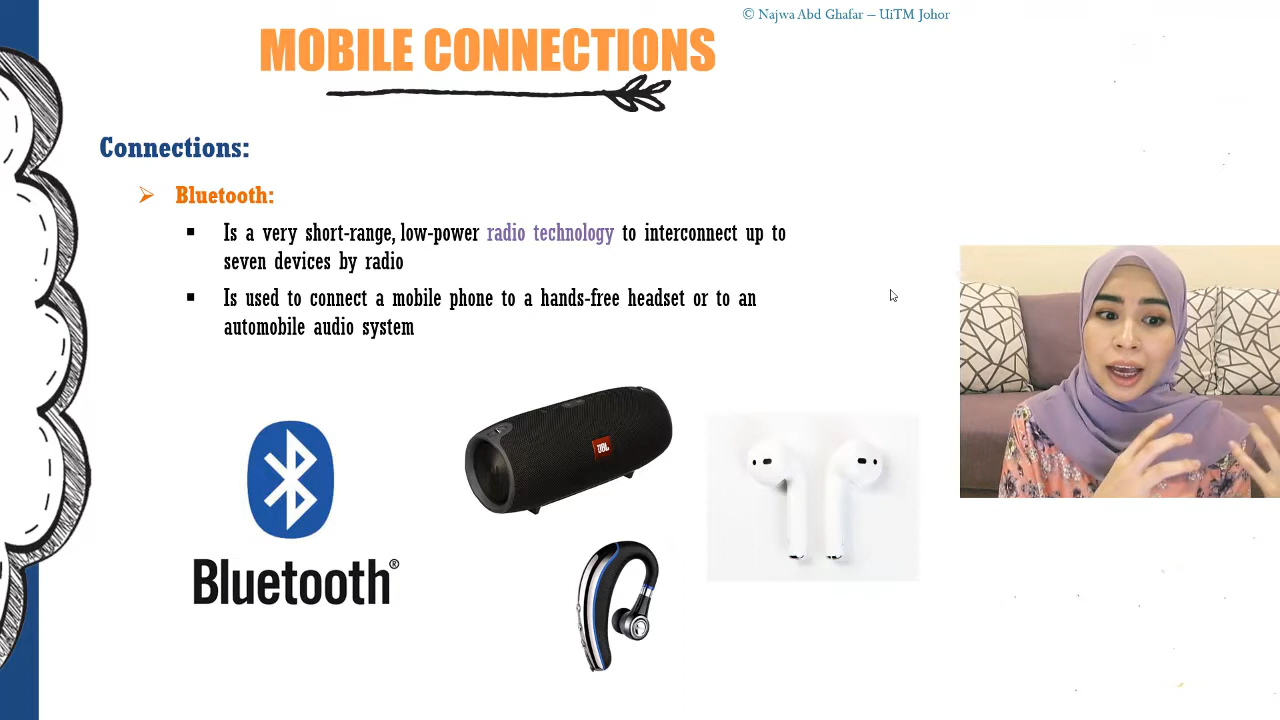 © Najwa Abd Ghafar – UiTM Johor
MOBILE CONNECTIONS
Connections:
Bluetooth:
Is a very short-range, low-power radio technology to interconnect up to
seven devices by radio
Is used to connect a mobile phone to a hands-free headset or to an
automobile audio system
JBL
Bluetooth®